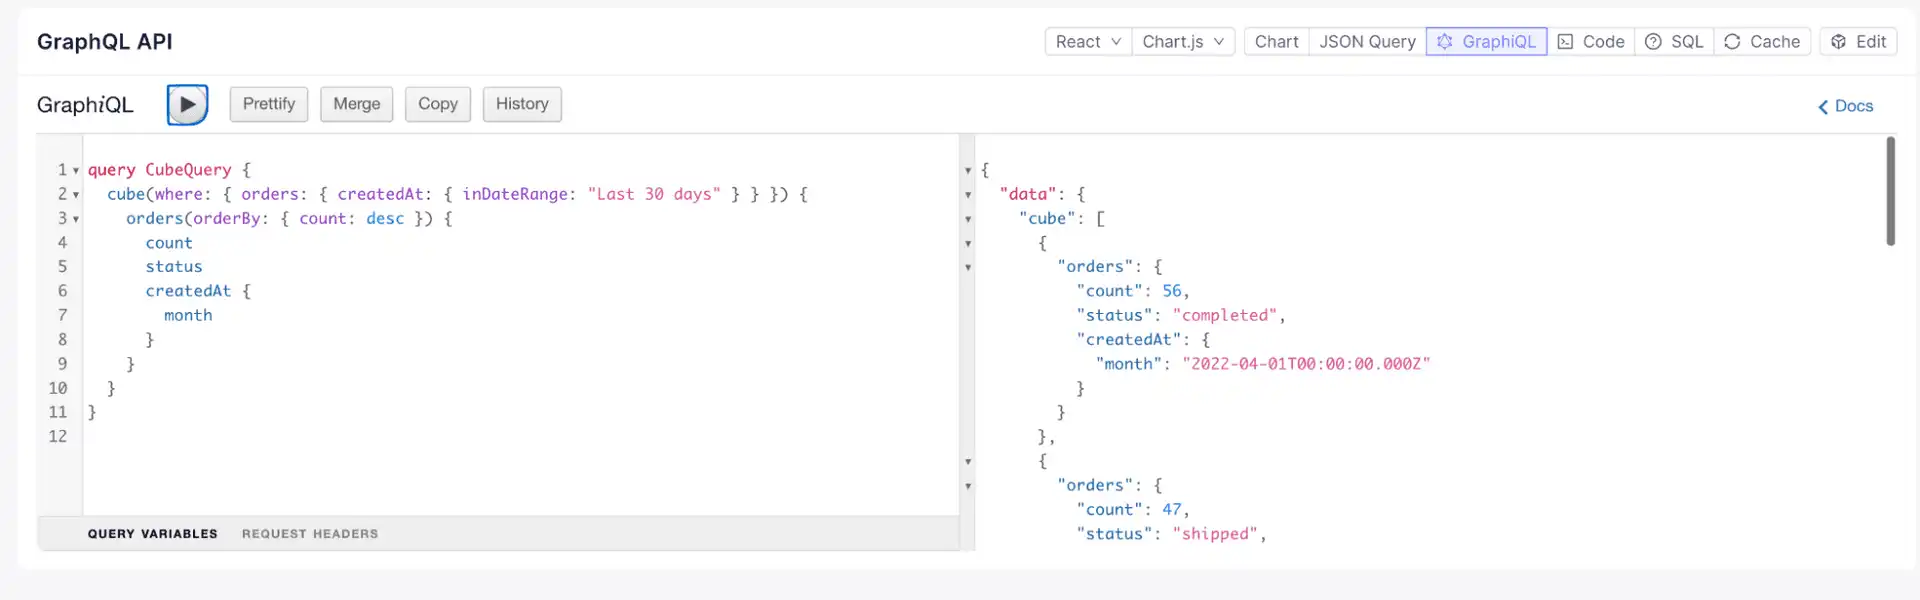 GraphQL API
React Chart.js Chart JSON Query GraphiQL Code SQL Cache Edit
GraphiQL Prettify Merge Copy History Docs
1 query CubeQuery {
2 cube(where: { orders: { createdAt: { inDateRange: "Last 30 days" } } }) {
3 orders(orderBy: { count: desc }) {
4 count
5 status
6 createdAt {
7 month
8 }
9 }
10 }
11 }
12
QUERY VARIABLES REQUEST HEADERS
{
"data": {
"cube": [
{
"orders": {
"count": 56,
"status": "completed",
"createdAt": {
"month": "2022-04-01T00:00:00.000Z"
}
}
},
{
"orders": {
"count": 47,
"status": "shipped",